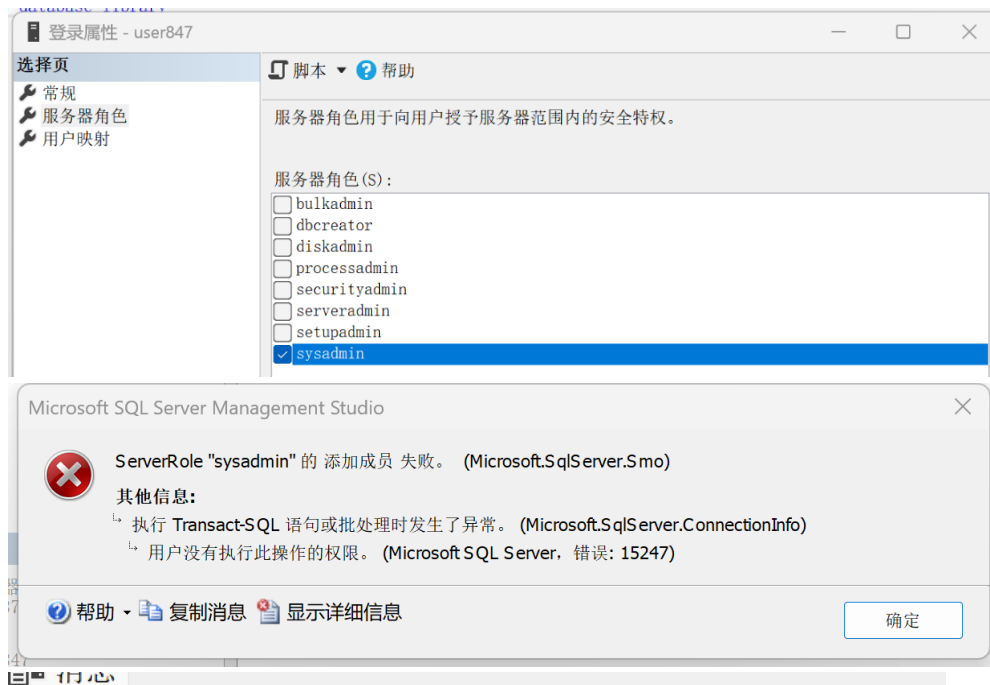 database library
登录属性 - user847
选择页
常规
服务器角色
用户映射
脚本 帮助
服务器角色用于向用户授予服务器范围内的安全特权。
服务器角色(S):
bulkadmin
dbcreator
diskadmin
processadmin
securityadmin
serveradmin
setupadmin
sysadmin
Microsoft SQL Server Management Studio
ServerRole "sysadmin" 的 添加成员 失败。 (Microsoft.SqlServer.Smo)
其他信息:
执行 Transact-SQL 语句或批处理时发生了异常。 (Microsoft.SqlServer.ConnectionInfo)
用户没有执行此操作的权限。 (Microsoft SQL Server，错误: 15247)
帮助 复制消息 显示详细信息
确定
消息